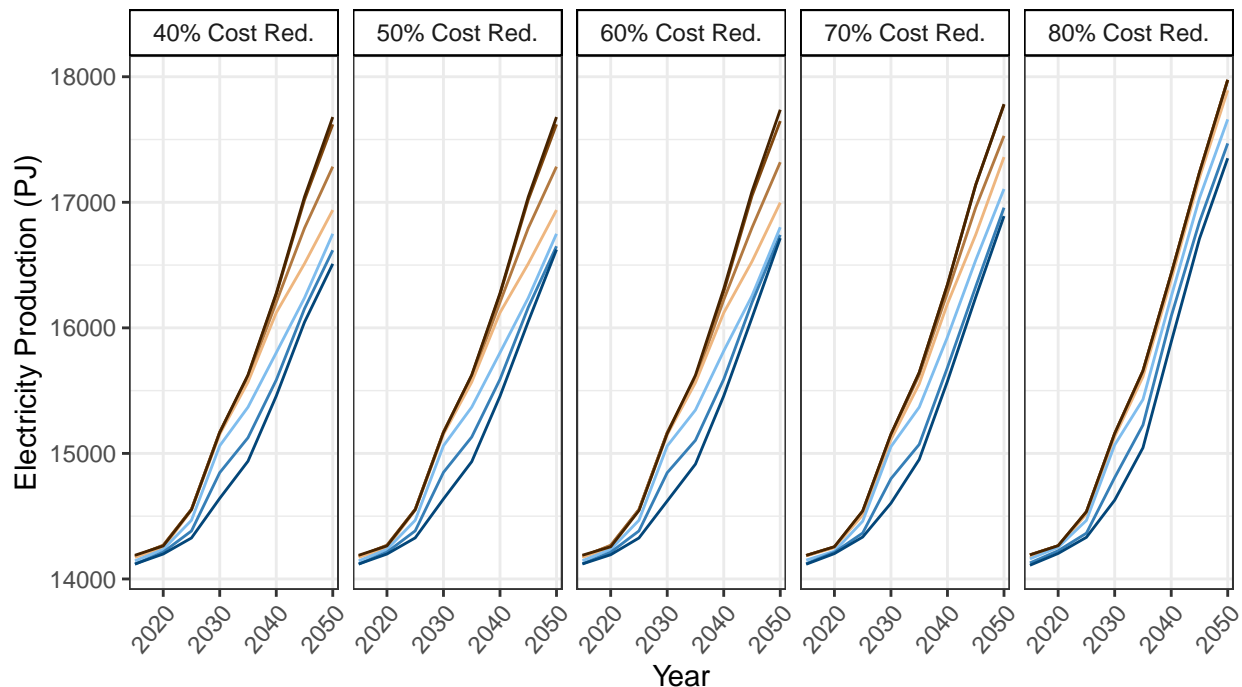 40% Cost Red. 50% Cost Red. 60% Cost Red. 70% Cost Red. 80% Cost Red.
18000
17000
16000
15000
14000
Electricity Production (PJ)
2020 2030 2040 2050 2020 2030 2040 2050 2020 2030 2040 2050 2020 2030 2040 2050 2020 2030 2040 2050
Year